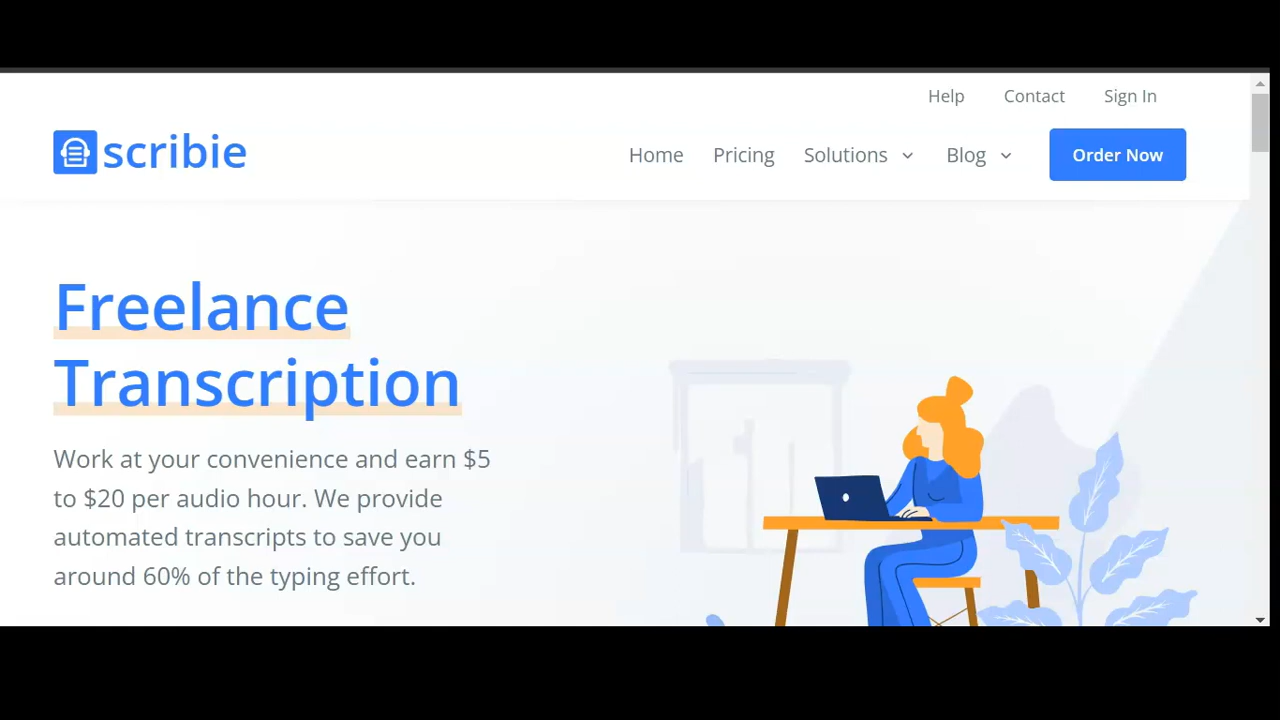 Help Contact Sign In
scribie
Home Pricing Solutions Blog Order Now
Freelance
Transcription
Work at your convenience and earn $5
to $20 per audio hour. We provide
automated transcripts to save you
around 60% of the typing effort.